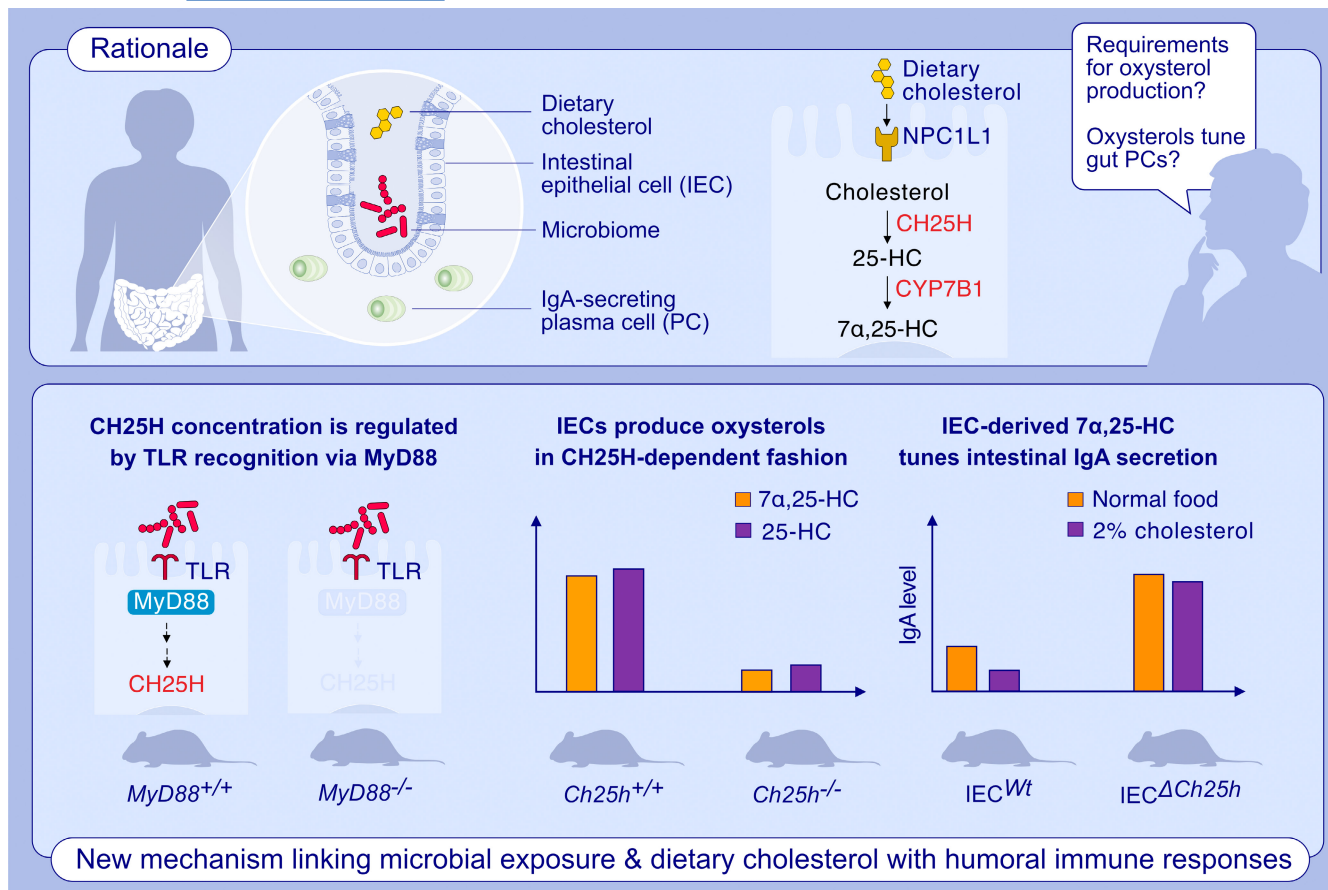 Rationale
Dietary
cholesterol
Intestinal
epithelial cell (IEC)
Microbiome
IgA-secreting
plasma cell (PC)
Dietary
cholesterol
NPC1L1
Cholesterol
CH25H
25-HC
CYP7B1
7α,25-HC
Requirements
for oxysterol
production?
Oxysterols tune
gut PCs?
CH25H concentration is regulated
by TLR recognition via MyD88
TLR
MyD88
CH25H
MyD88+/+
TLR
MyD88
CH25H
MyD88-/-
IECs produce oxysterols
in CH25H-dependent fashion
7α,25-HC
25-HC
Ch25h+/+
Ch25h-/-
IEC-derived 7α,25-HC
tunes intestinal IgA secretion
Normal food
2% cholesterol
IgA level
IECWt
IECΔCh25h
New mechanism linking microbial exposure & dietary cholesterol with humoral immune responses